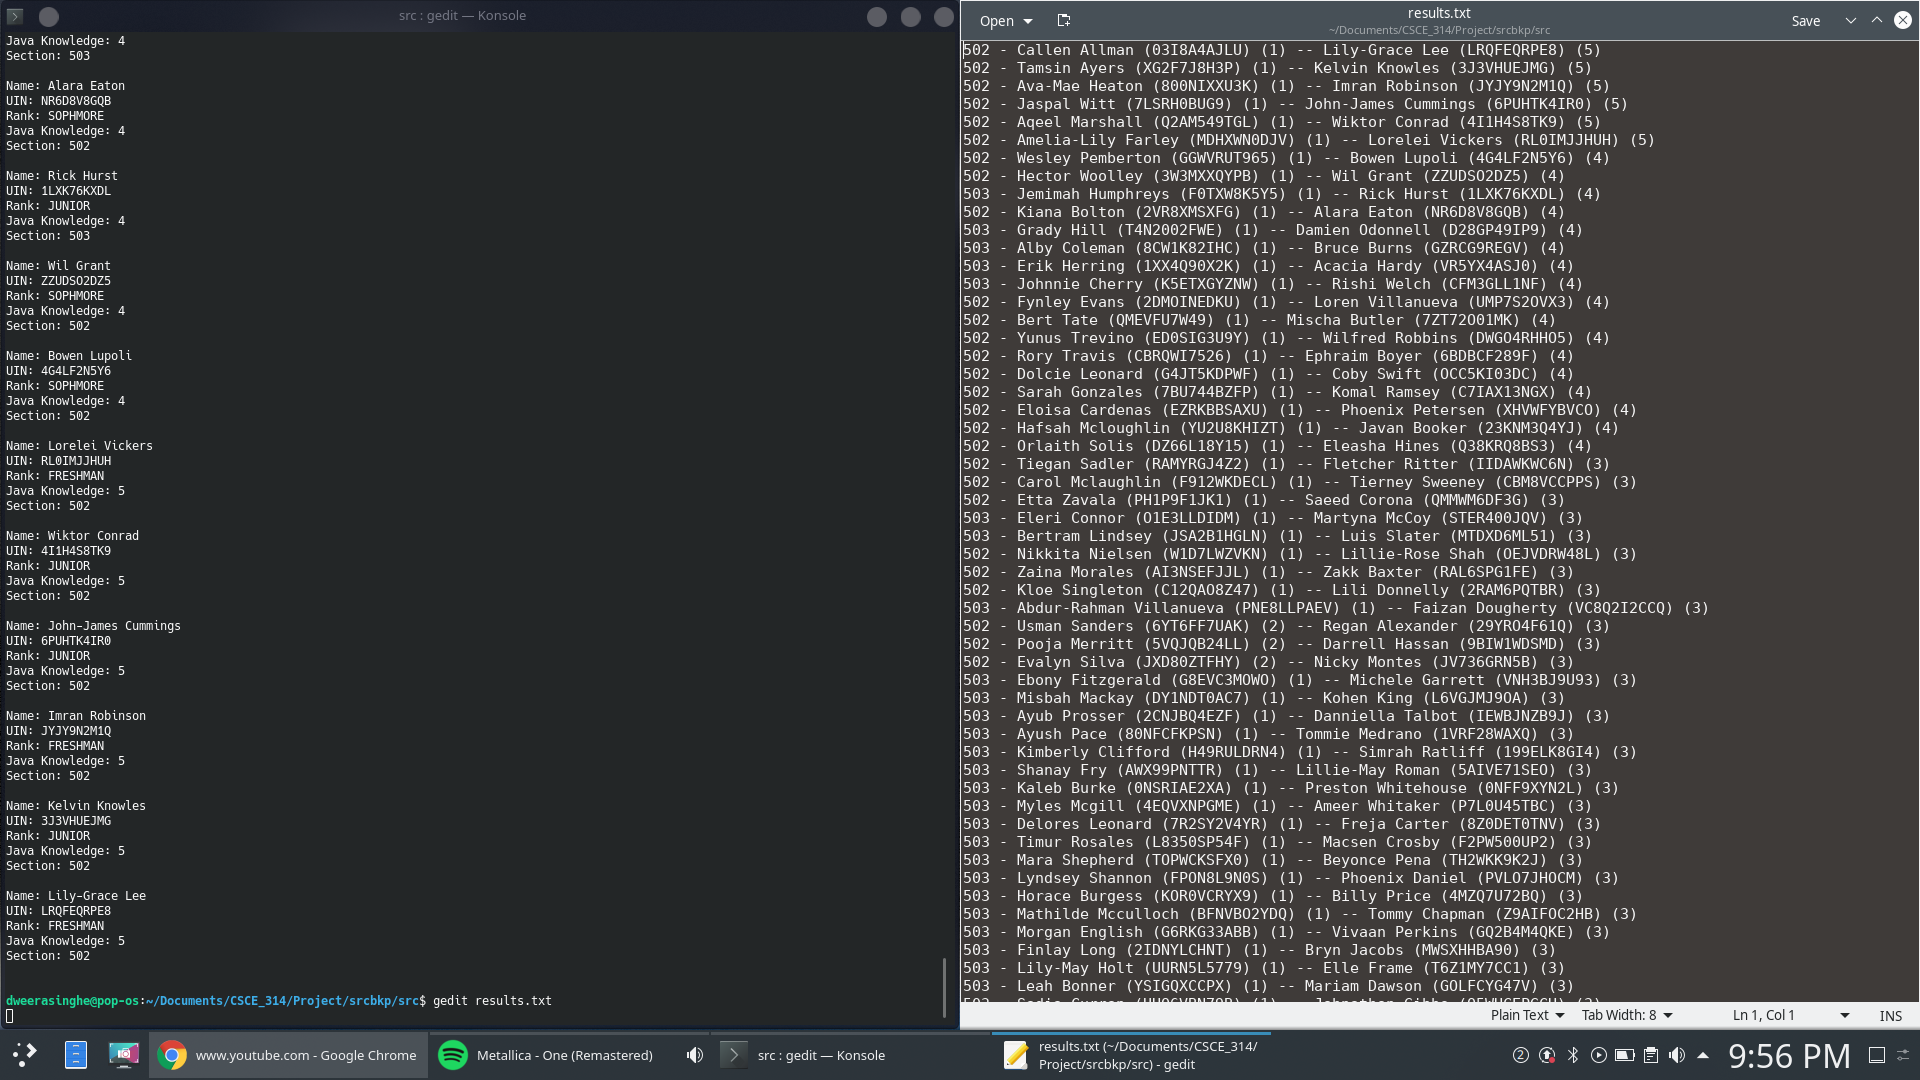 src : gedit — Konsole
Java Knowledge: 4
Section: 503
Name: Alara Eaton
UIN: NR6D8V8GQB
Rank: SOPHMORE
Java Knowledge: 4
Section: 502
Name: Rick Hurst
UIN: 1LXK76KXDL
Rank: JUNIOR
Java Knowledge: 4
Section: 503
Name: Wil Grant
UIN: ZZUDSO2DZ5
Rank: SOPHMORE
Java Knowledge: 4
Section: 502
Name: Bowen Lupoli
UIN: 4G4LF2N5Y6
Rank: SOPHMORE
Java Knowledge: 4
Section: 502
Name: Lorelei Vickers
UIN: RL0IMJJHUH
Rank: FRESHMAN
Java Knowledge: 5
Section: 502
Name: Wiktor Conrad
UIN: 4I1H4S8TK9
Rank: JUNIOR
Java Knowledge: 5
Section: 502
Name: John-James Cummings
UIN: 6PUHTK4IR0
Rank: JUNIOR
Java Knowledge: 5
Section: 502
Name: Imran Robinson
UIN: JYJY9N2M1Q
Rank: FRESHMAN
Java Knowledge: 5
Section: 502
Name: Kelvin Knowles
UIN: 3J3VHUEJMG
Rank: JUNIOR
Java Knowledge: 5
Section: 502
Name: Lily-Grace Lee
UIN: LRQFEQRPE8
Rank: FRESHMAN
Java Knowledge: 5
Section: 502
dweerasinghe@pop-os:~/Documents/CSCE_314/Project/srcbkp/src$ gedit results.txt
Open
results.txt
~/Documents/CSCE_314/Project/srcbkp/src
Save
502 - Callen Allman (03I8A4AJLU) (1) -- Lily-Grace Lee (LRQFEQRPE8) (5)
502 - Tamsin Ayers (XG2F7J8H3P) (1) -- Kelvin Knowles (3J3VHUEJMG) (5)
502 - Ava-Mae Heaton (800NIXXU3K) (1) -- Imran Robinson (JYJY9N2M1Q) (5)
502 - Jaspal Witt (7LSRH0BUG9) (1) -- John-James Cummings (6PUHTK4IR0) (5)
502 - Aqeel Marshall (Q2AM549TGL) (1) -- Wiktor Conrad (4I1H4S8TK9) (5)
502 - Amelia-Lily Farley (MDHXWN0DJV) (1) -- Lorelei Vickers (RL0IMJJHUH) (5)
502 - Wesley Pemberton (GGWVRUT965) (1) -- Bowen Lupoli (4G4LF2N5Y6) (4)
502 - Hector Woolley (3W3MXXQYPB) (1) -- Wil Grant (ZZUDSO2DZ5) (4)
503 - Jemimah Humphreys (F0TXW8K5Y5) (1) -- Rick Hurst (1LXK76KXDL) (4)
502 - Kiana Bolton (2VR8XMSXFG) (1) -- Alara Eaton (NR6D8V8GQB) (4)
503 - Grady Hill (T4N2002FWE) (1) -- Damien Odonnell (D28GP49IP9) (4)
503 - Alby Coleman (8CW1K82IHC) (1) -- Bruce Burns (GZRCG9REGV) (4)
503 - Erik Herring (1XX4Q90X2K) (1) -- Acacia Hardy (VR5YX4ASJ0) (4)
503 - Johnnie Cherry (K5ETXGYZNW) (1) -- Rishi Welch (CFM3GLL1NF) (4)
502 - Fynley Evans (2DMOINEDKU) (1) -- Loren Villanueva (UMP7S2OVX3) (4)
502 - Bert Tate (QMEVFU7W49) (1) -- Mischa Butler (7ZT72O01MK) (4)
502 - Yunus Trevino (ED0SIG3U9Y) (1) -- Wilfred Robbins (DWGO4RHHO5) (4)
502 - Rory Travis (CBRQWI7526) (1) -- Ephraim Boyer (6BDBCF289F) (4)
502 - Dolcie Leonard (G4JT5KDPWF) (1) -- Coby Swift (OCC5KI03DC) (4)
502 - Sarah Gonzales (7BU744BZFP) (1) -- Komal Ramsey (C7IAX13NGX) (4)
502 - Eloisa Cardenas (EZRKBBSAXU) (1) -- Phoenix Petersen (XHVWFYBVCO) (4)
502 - Hafsah Mcloughlin (YU2U8KHIZT) (1) -- Javan Booker (23KNM3Q4YJ) (4)
502 - Orlaith Solis (DZ66L18Y15) (1) -- Eleasha Hines (Q38KRQ8BS3) (4)
502 - Tiegan Sadler (RAMYRGJ4Z2) (1) -- Fletcher Ritter (IIDAWKWC6N) (3)
502 - Carol Mclaughlin (F912WKDECL) (1) -- Tierney Sweeney (CBM8VCCPPS) (3)
502 - Etta Zavala (PH1P9F1JK1) (1) -- Saeed Corona (QMMWM6DF3G) (3)
503 - Eleri Connor (O1E3LLDIDM) (1) -- Martyna McCoy (STER400JQV) (3)
503 - Bertram Lindsey (JSA2B1HGLN) (1) -- Luis Slater (MTDXD6ML51) (3)
502 - Nikkita Nielsen (W1D7LWZVKN) (1) -- Lillie-Rose Shah (OEJVDRW48L) (3)
502 - Zaina Morales (AI3NSEFJJL) (1) -- Zakk Baxter (RAL6SPG1FE) (3)
502 - Kloe Singleton (C12QAO8Z47) (1) -- Lili Donnelly (2RAM6PQTBR) (3)
503 - Abdur-Rahman Villanueva (PNE8LLPAEV) (1) -- Faizan Dougherty (VC8Q2I2CCQ) (3)
502 - Usman Sanders (6YT6FF7UAK) (2) -- Regan Alexander (29YRO4F61Q) (3)
502 - Pooja Merritt (5VQJQB24LL) (2) -- Darrell Hassan (9BIW1WDSMD) (3)
502 - Evalyn Silva (JXD80ZTFHY) (2) -- Nicky Montes (JV736GRN5B) (3)
503 - Ebony Fitzgerald (G8EVC3MOWO) (1) -- Michele Garrett (VNH3BJ9U93) (3)
503 - Misbah Mackay (DY1NDT0AC7) (1) -- Kohen King (L6VGJMJ9OA) (3)
503 - Ayub Prosser (2CNJBQ4EZF) (1) -- Danniella Talbot (IEWBJNZB9J) (3)
503 - Ayush Pace (80NFCFKPSN) (1) -- Tommie Medrano (1VRF28WAXQ) (3)
503 - Kimberly Clifford (H49RULDRN4) (1) -- Simrah Ratliff (199ELK8GI4) (3)
503 - Shanay Fry (AWX99PNTTR) (1) -- Lillie-May Roman (5AIVE71SEO) (3)
503 - Kaleb Burke (0NSRIAE2XA) (1) -- Preston Whitehouse (0NFF9XYN2L) (3)
503 - Myles Mcgill (4EQVXNPGME) (1) -- Ameer Whitaker (P7L0U45TBC) (3)
503 - Delores Leonard (7R2SY2V4YR) (1) -- Freja Carter (8Z0DET0TNV) (3)
503 - Timur Rosales (L8350SP54F) (1) -- Macsen Crosby (F2PW500UP2) (3)
503 - Mara Shepherd (TOPWCKSFX0) (1) -- Beyonce Pena (TH2WKK9K2J) (3)
503 - Lyndsey Shannon (FPON8L9N0S) (1) -- Phoenix Daniel (PVLO7JHOCM) (3)
503 - Horace Burgess (KOR0VCRYX9) (1) -- Billy Price (4MZQ7U72BQ) (3)
503 - Mathilde Mcculloch (BFNVBO2YDQ) (1) -- Tommy Chapman (Z9AIFOC2HB) (3)
503 - Morgan English (G6RKG33ABB) (1) -- Vivaan Perkins (GQ2B4M4QKE) (3)
503 - Finlay Long (2IDNYLCHNT) (1) -- Bryn Jacobs (MWSXHHBA90) (3)
503 - Lily-May Holt (UURN5L5779) (1) -- Elle Frame (T6Z1MY7CC1) (3)
503 - Leah Bonner (YSIGQXCCPX) (1) -- Mariam Dawson (GOLFCYG47V) (3)
Plain Text
Tab Width: 8
Ln 1, Col 1
INS
www.youtube.com - Google Chrome
Metallica - One (Remastered)
src : gedit — Konsole
results.txt (~/Documents/CSCE_314/
Project/srcbkp/src) - gedit
2
9:56 PM